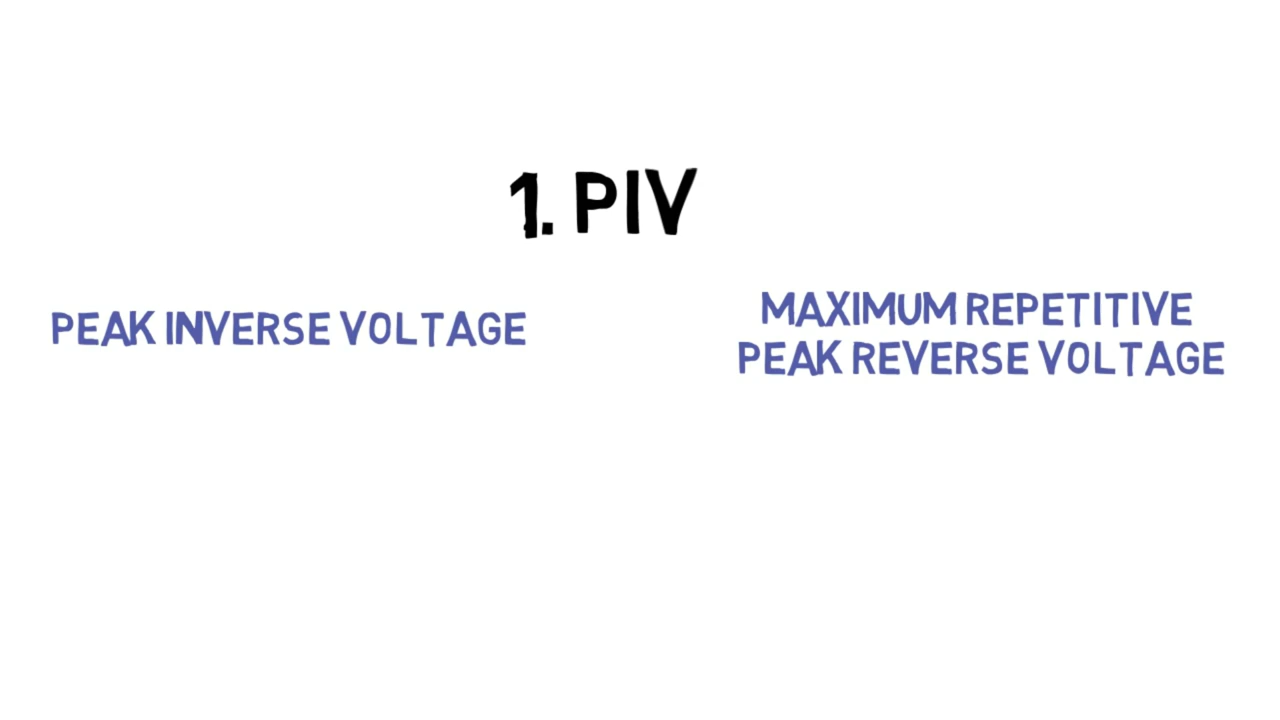 1. PIV
PEAK INVERSE VOLTAGE
MAXIMUM REPETITIVE
PEAK REVERSE VOLTAGE